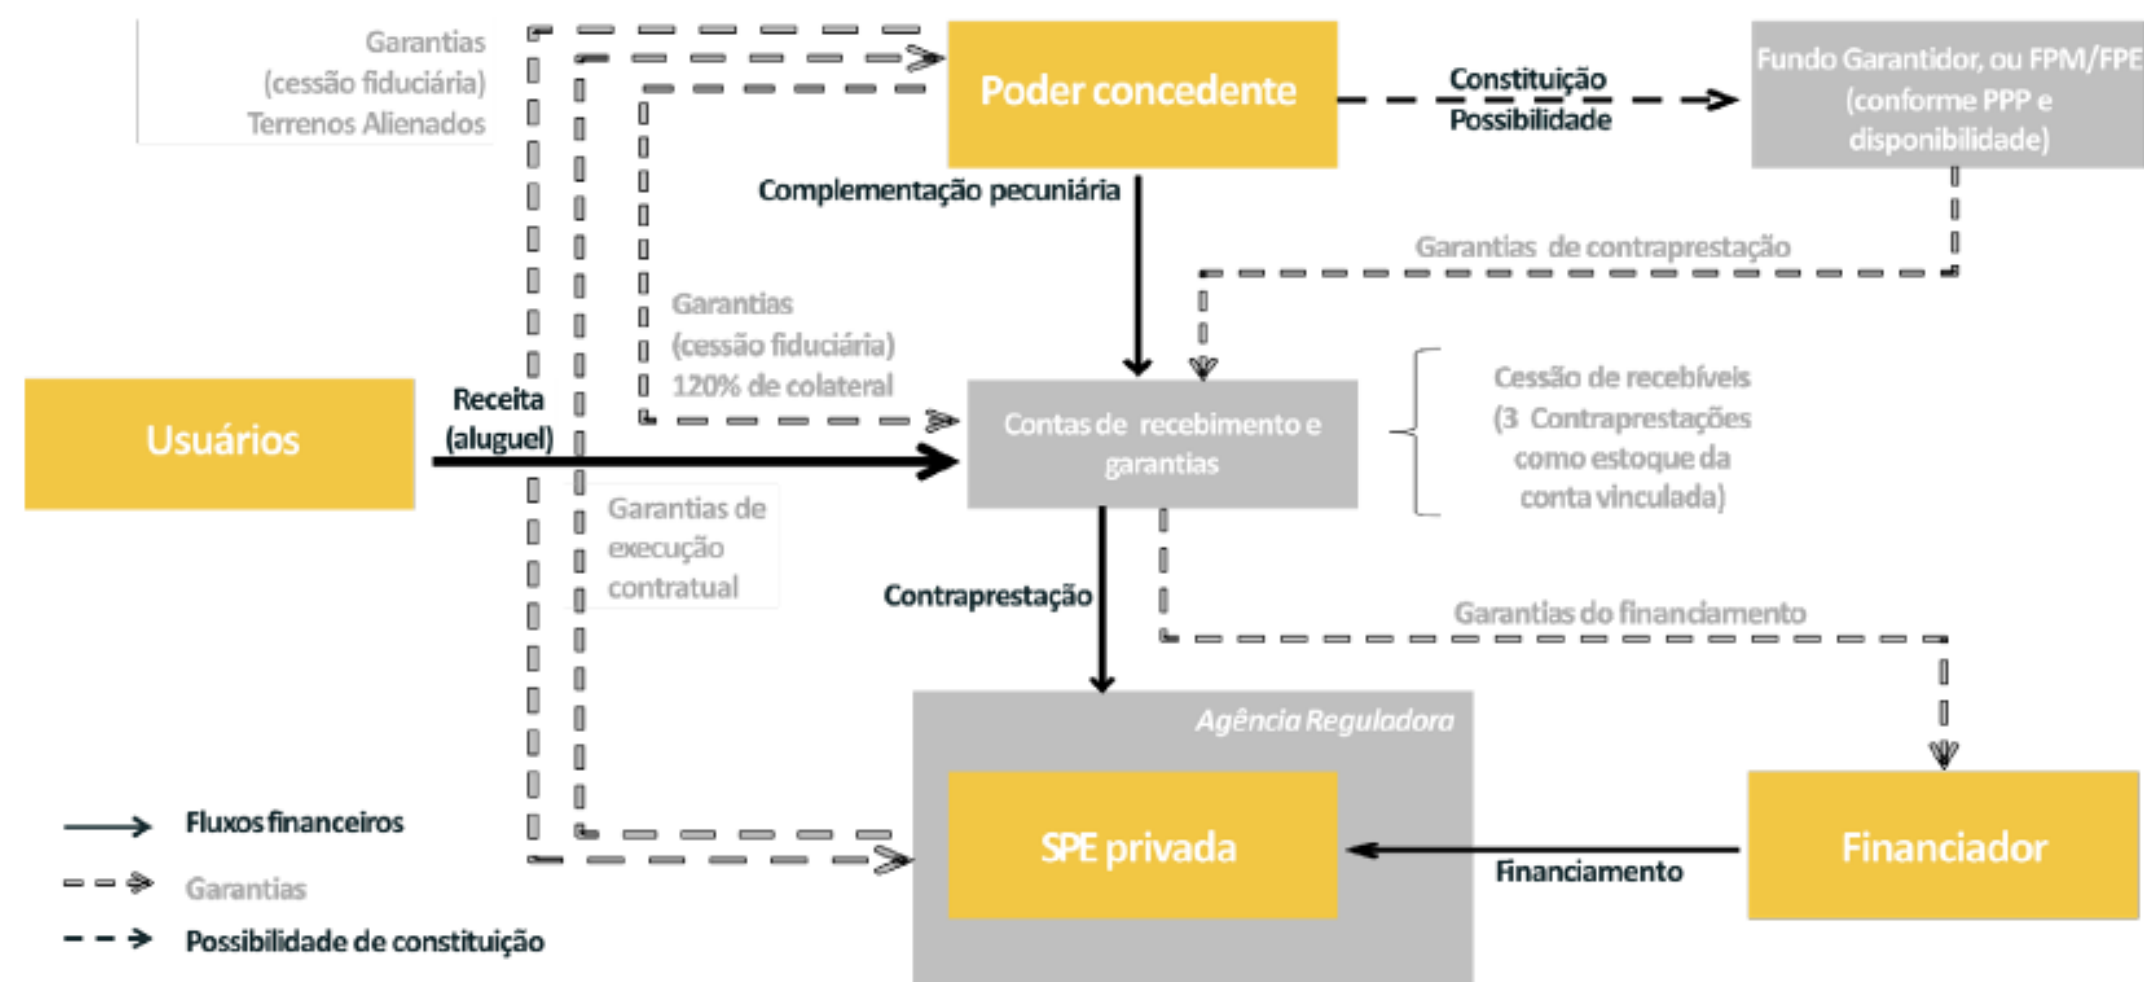 Garantias
(cessão fiduciária)
Terrenos Alienados
Poder concedente
Constituição
Possibilidade
Fundo Garantidor, ou FPM/FPE
(conforme PPP e
disponibilidade)
Complementação pecuniária
Garantias de contraprestação
Garantias
(cessão fiduciária)
120% de colateral
Usuários
Receita
(aluguel)
Contas de recebimento e
garantias
Cessão de recebíveis
(3 Contraprestações
como estoque da
conta vinculada)
Garantias de
execução
contratual
Contraprestação
Garantias do financiamento
Agência Reguladora
SPE privada
Financiamento
Financiador
Fluxos financeiros
Garantias
Possibilidade de constituição